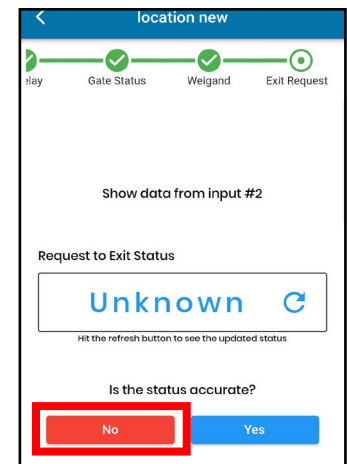 location new
elay Gate Status Weigand Exit Request
Show data from input #2
Request to Exit Status
Unknown
Hit the refresh button to see the updated status
Is the status accurate?
No Yes